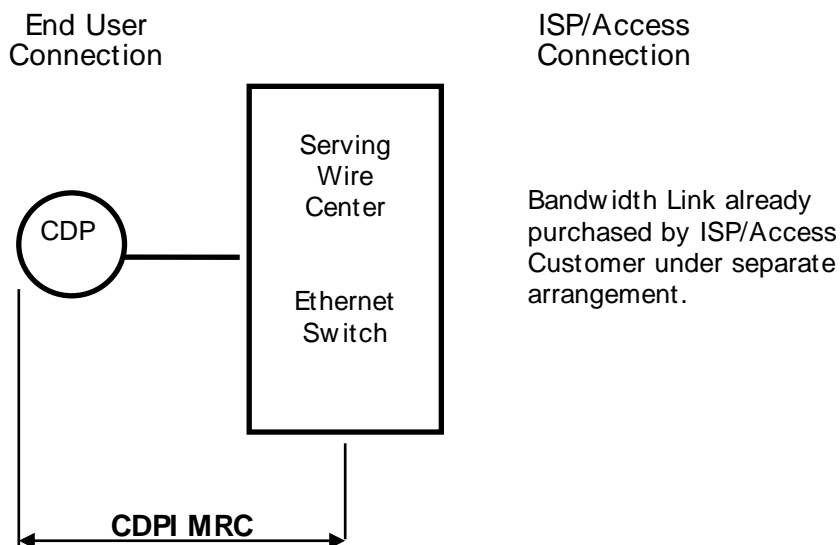 End User
Connection
ISP/Access
Connection
Serving
Wire
Center
CDP
Ethernet
Switch
Bandwidth Link already
purchased by ISP/Access
Customer under separate
arrangement.
CDPI MRC